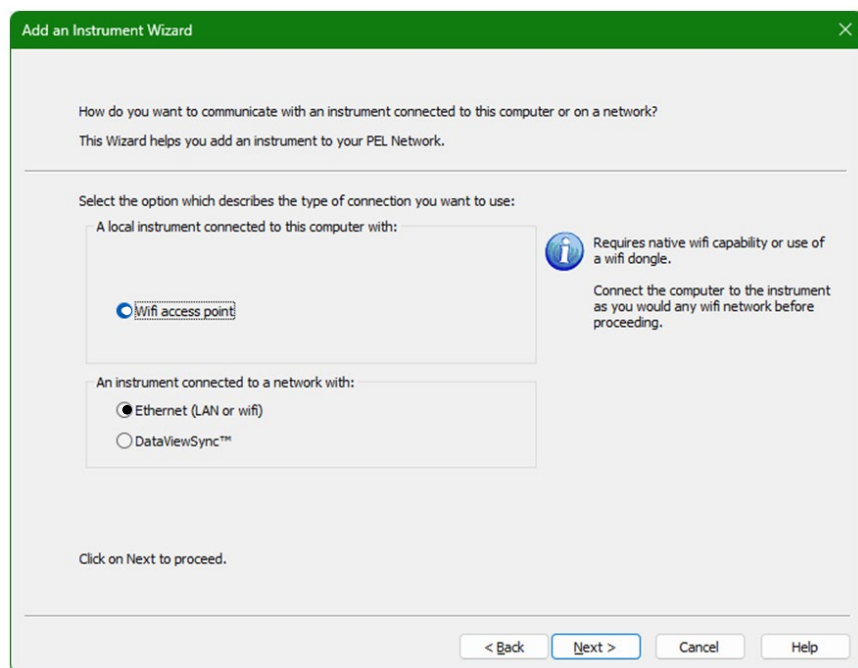 Add an Instrument Wizard
How do you want to communicate with an instrument connected to this computer or on a network?
This Wizard helps you add an instrument to your PEL Network.
Select the option which describes the type of connection you want to use:
A local instrument connected to this computer with:
Wifi access point
Requires native wifi capability or use of
a wifi dongle.
Connect the computer to the instrument
as you would any wifi network before
proceeding.
An instrument connected to a network with:
Ethernet (LAN or wifi)
DataViewSync™
Click on Next to proceed.
< Back
Next >
Cancel
Help